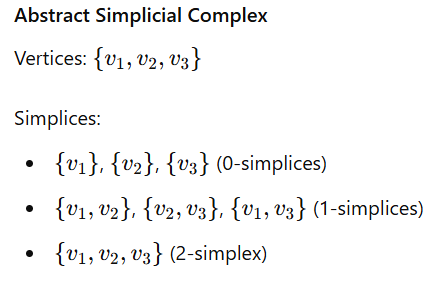 Abstract Simplicial Complex
Vertices: {v₁, v₂, v₃}
Simplices:
• {v₁}, {v₂}, {v₃} (0-simplices)
• {v₁, v₂}, {v₂, v₃}, {v₁, v₃} (1-simplices)
• {v₁, v₂, v₃} (2-simplex)